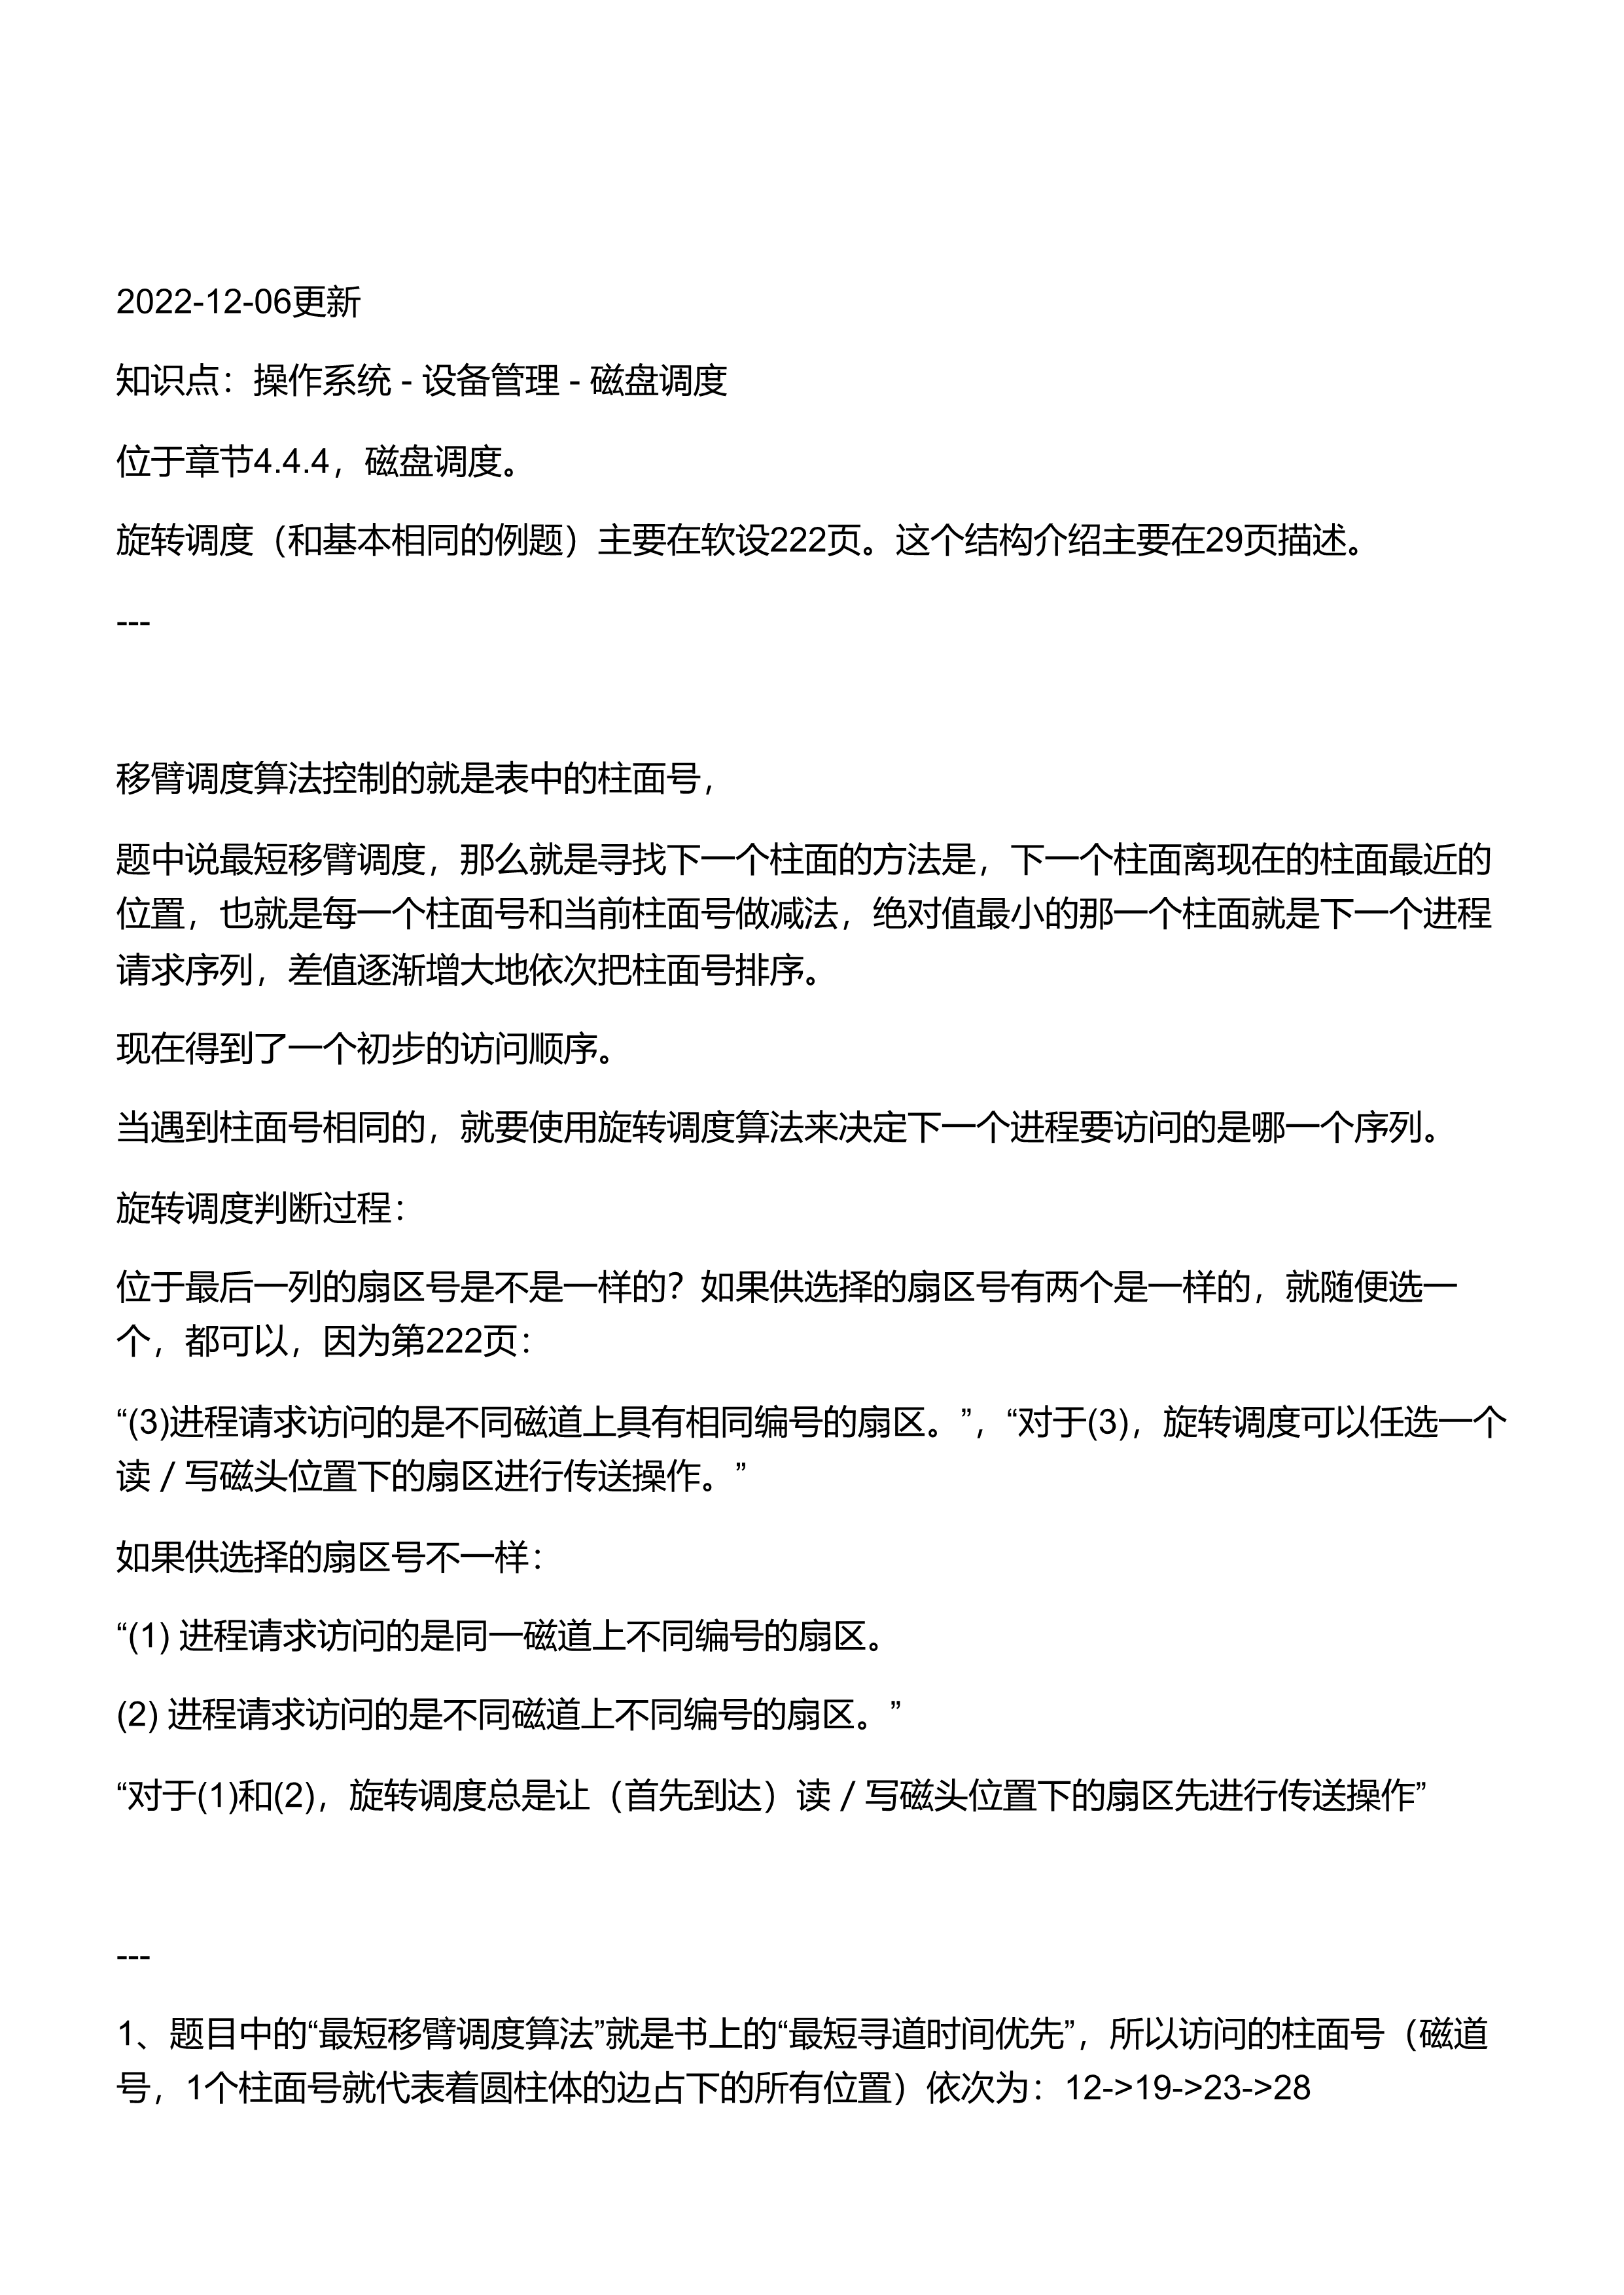 2022-12-06更新
知识点：操作系统 - 设备管理 - 磁盘调度
位于章节4.4.4，磁盘调度。
旋转调度（和基本相同的例题）主要在软设222页。这个结构介绍主要在29页描述。
---
移臂调度算法控制的就是表中的柱面号，
题中说最短移臂调度，那么就是寻找下一个柱面的方法是，下一个柱面离现在的柱面最近的
位置，也就是每一个柱面号和当前柱面号做减法，绝对值最小的那一个柱面就是下一个进程
请求序列，差值逐渐增大地依次把柱面号排序。
现在得到了一个初步的访问顺序。
当遇到柱面号相同的，就要使用旋转调度算法来决定下一个进程要访问的是哪一个序列。
旋转调度判断过程：
位于最后一列的扇区号是不是一样的？如果供选择的扇区号有两个是一样的，就随便选一
个，都可以，因为第222页：
“(3)进程请求访问的是不同磁道上具有相同编号的扇区。”，“对于(3)，旋转调度可以任选一个
读／写磁头位置下的扇区进行传送操作。”
如果供选择的扇区号不一样：
“(1) 进程请求访问的是同一磁道上不同编号的扇区。
(2) 进程请求访问的是不同磁道上不同编号的扇区。”
“对于(1)和(2)，旋转调度总是让（首先到达）读／写磁头位置下的扇区先进行传送操作”
---
1、题目中的“最短移臂调度算法”就是书上的“最短寻道时间优先”，所以访问的柱面号（磁道
号，1个柱面号就代表着圆柱体的边占下的所有位置）依次为：12->19->23->28